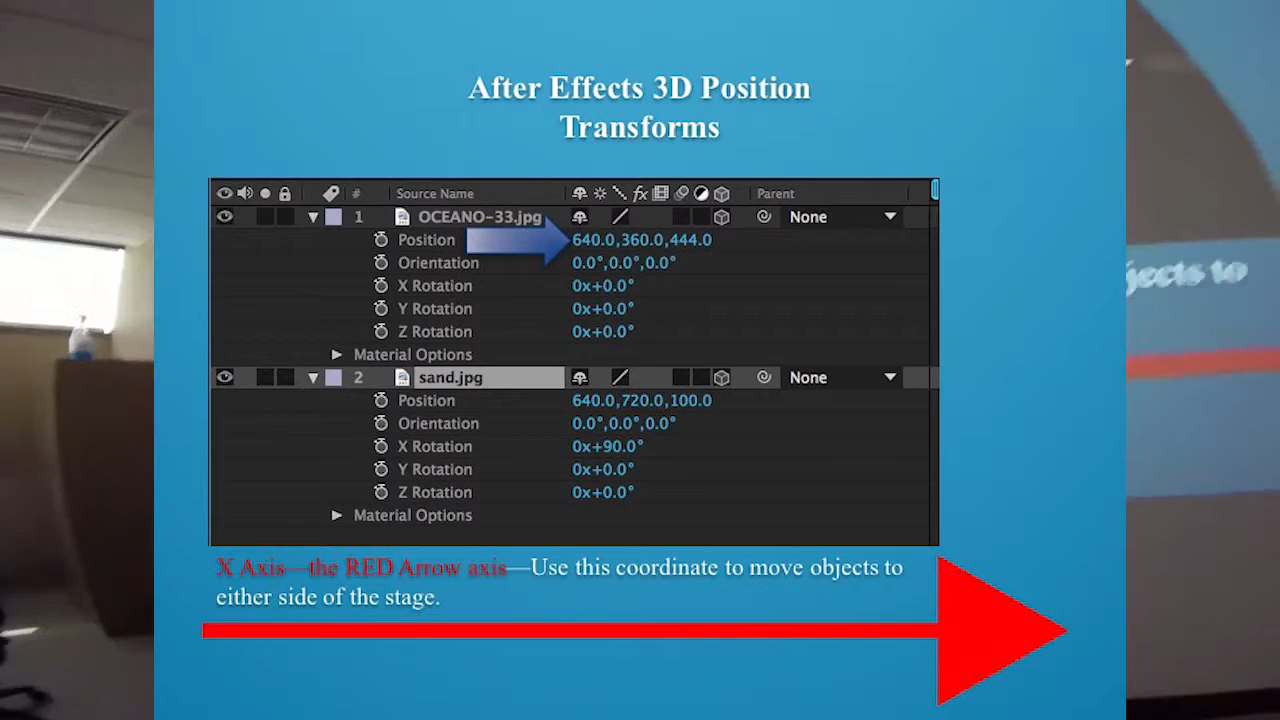 After Effects 3D Position
Transforms
# Source Name fx Parent
1 OCEANO-33.jpg None
Position 640.0,360.0,444.0
Orientation 0.0°,0.0°,0.0°
X Rotation 0x+0.0°
Y Rotation 0x+0.0°
Z Rotation 0x+0.0°
Material Options
2 sand.jpg None
Position 640.0,720.0,100.0
Orientation 0.0°,0.0°,0.0°
X Rotation 0x+90.0°
Y Rotation 0x+0.0°
Z Rotation 0x+0.0°
Material Options
X Axis—the RED Arrow axis—Use this coordinate to move objects to
either side of the stage.
jects to